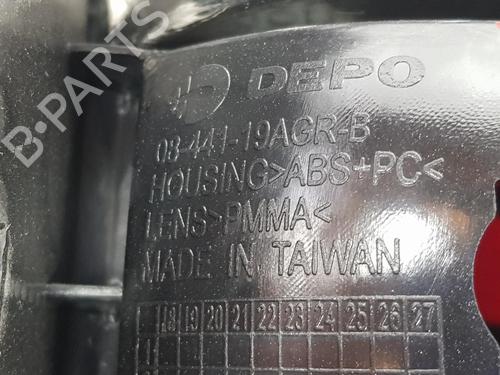 DEPO
08-441-19AGR-B
HOUSING>ABS+PC<
LENS>PMMA<
MADE IN TAIWAN
18 19 20 21 22 23 24 25 26 27
1